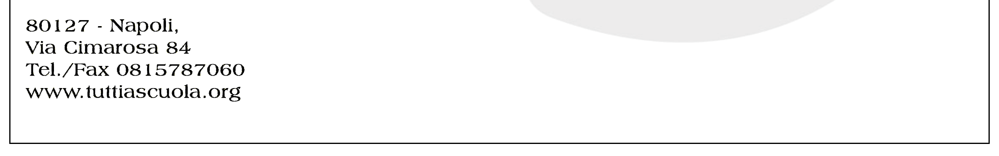 80127 - Napoli,
Via Cimarosa 84
Tel./Fax 0815787060
www.tuttiascuola.org